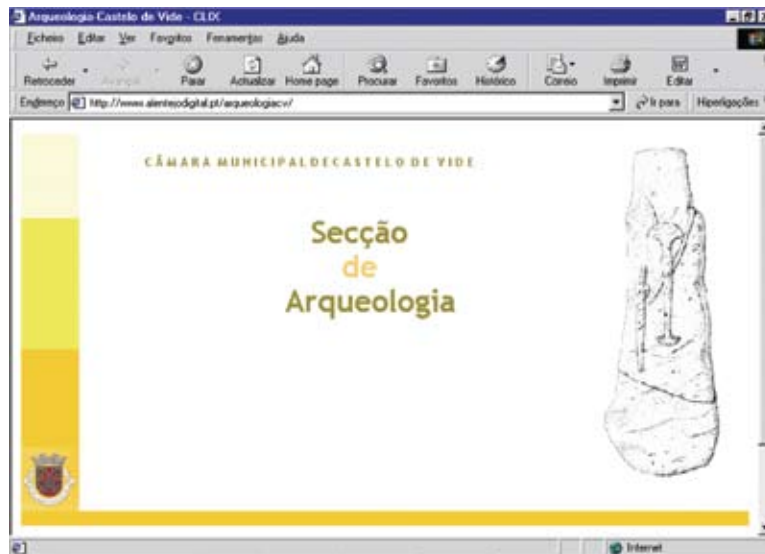 Arqueologia-Castelo de Vide - CLIX
Ficheiro Editar Ver Favoritos Ferramentas Ajuda
Retroceder Avançar Parar Actualizar Home page Procurar Favoritos Histórico Correio Imprimir Editar
Endereço http://www.alentejodigital.pt/arqueologiacv/ Ir para Hiperligações
CÂMARA MUNICIPAL DE CASTELO DE VIDE
Secção
de
Arqueologia
Internet